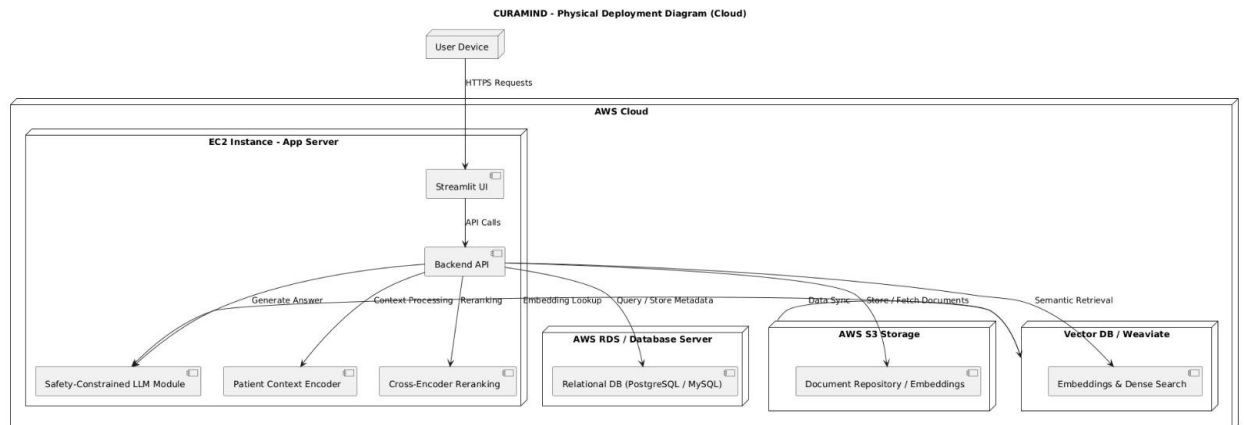 CURAMIND - Physical Deployment Diagram (Cloud)
User Device
HTTPS Requests
AWS Cloud
EC2 Instance - App Server
Streamlit UI
API Calls
Backend API
Generate Answer
Context Processing
Reranking
Embedding Lookup
Query / Store Metadata
Data Sync
Store / Fetch Documents
Semantic Retrieval
AWS RDS / Database Server
AWS S3 Storage
Vector DB / Weaviate
Safety-Constrained LLM Module
Patient Context Encoder
Cross-Encoder Reranking
Relational DB (PostgreSQL / MySQL)
Document Repository / Embeddings
Embeddings & Dense Search